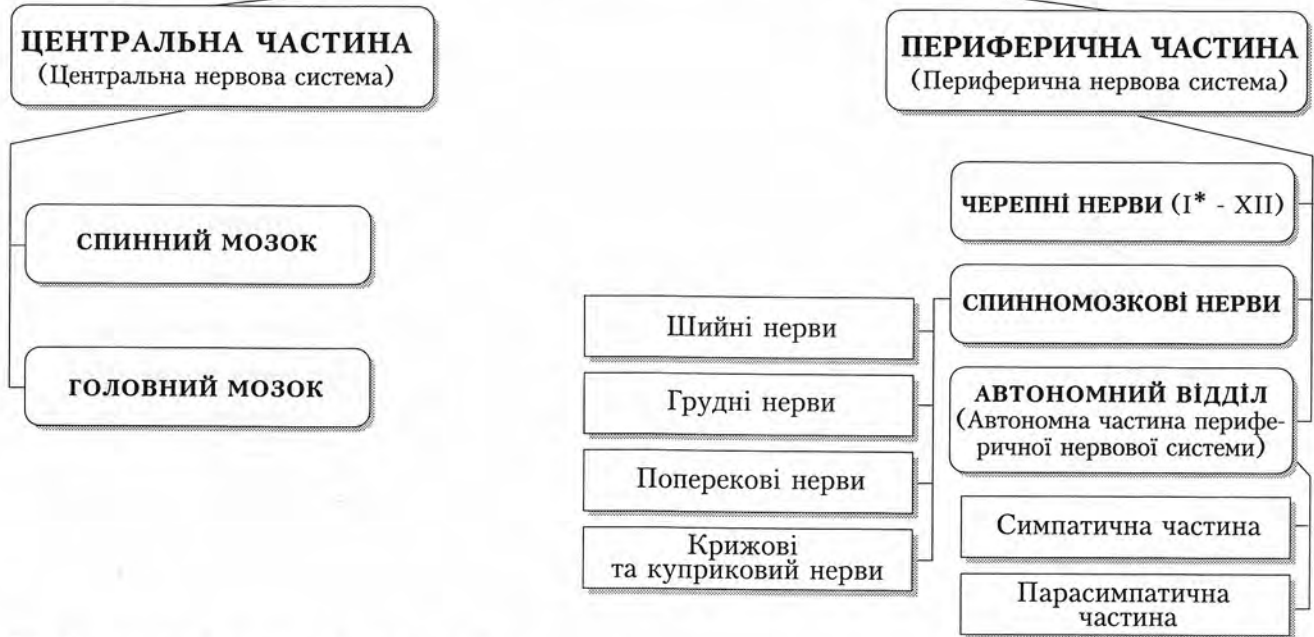 ЦЕНТРАЛЬНА ЧАСТИНА
(Центральна нервова система)
СПИННИЙ МОЗОК
ГОЛОВНИЙ МОЗОК
ПЕРИФЕРИЧНА ЧАСТИНА
(Периферична нервова система)
ЧЕРЕПНІ НЕРВИ (I* - XII)
СПИННОМОЗКОВІ НЕРВИ
Шийні нерви
Грудні нерви
Поперекові нерви
Крижові
та куприковий нерви
АВТОНОМНИЙ ВІДДІЛ
(Автономна частина перифе-
ричної нервової системи)
Симпатична частина
Парасимпатична
частина